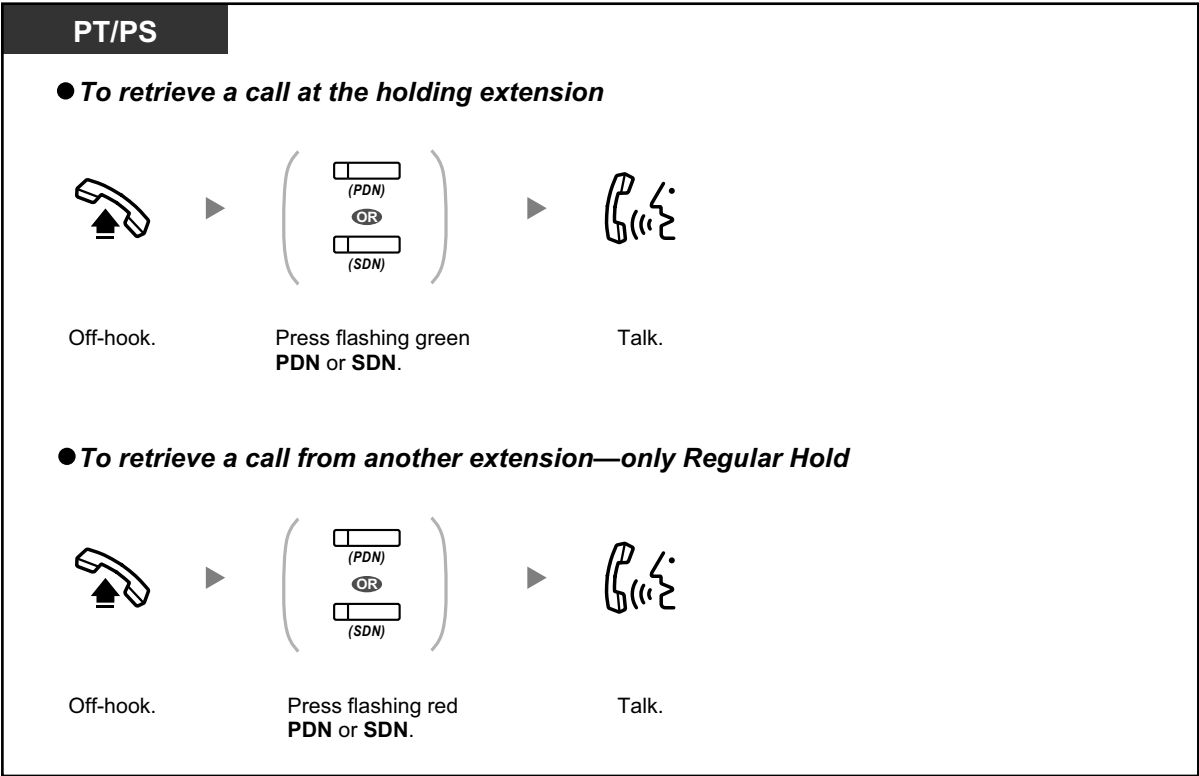 PT/PS
● To retrieve a call at the holding extension
(PDN)
OR
(SDN)
Off-hook.
Press flashing green
PDN or SDN.
Talk.
● To retrieve a call from another extension—only Regular Hold
(PDN)
OR
(SDN)
Off-hook.
Press flashing red
PDN or SDN.
Talk.